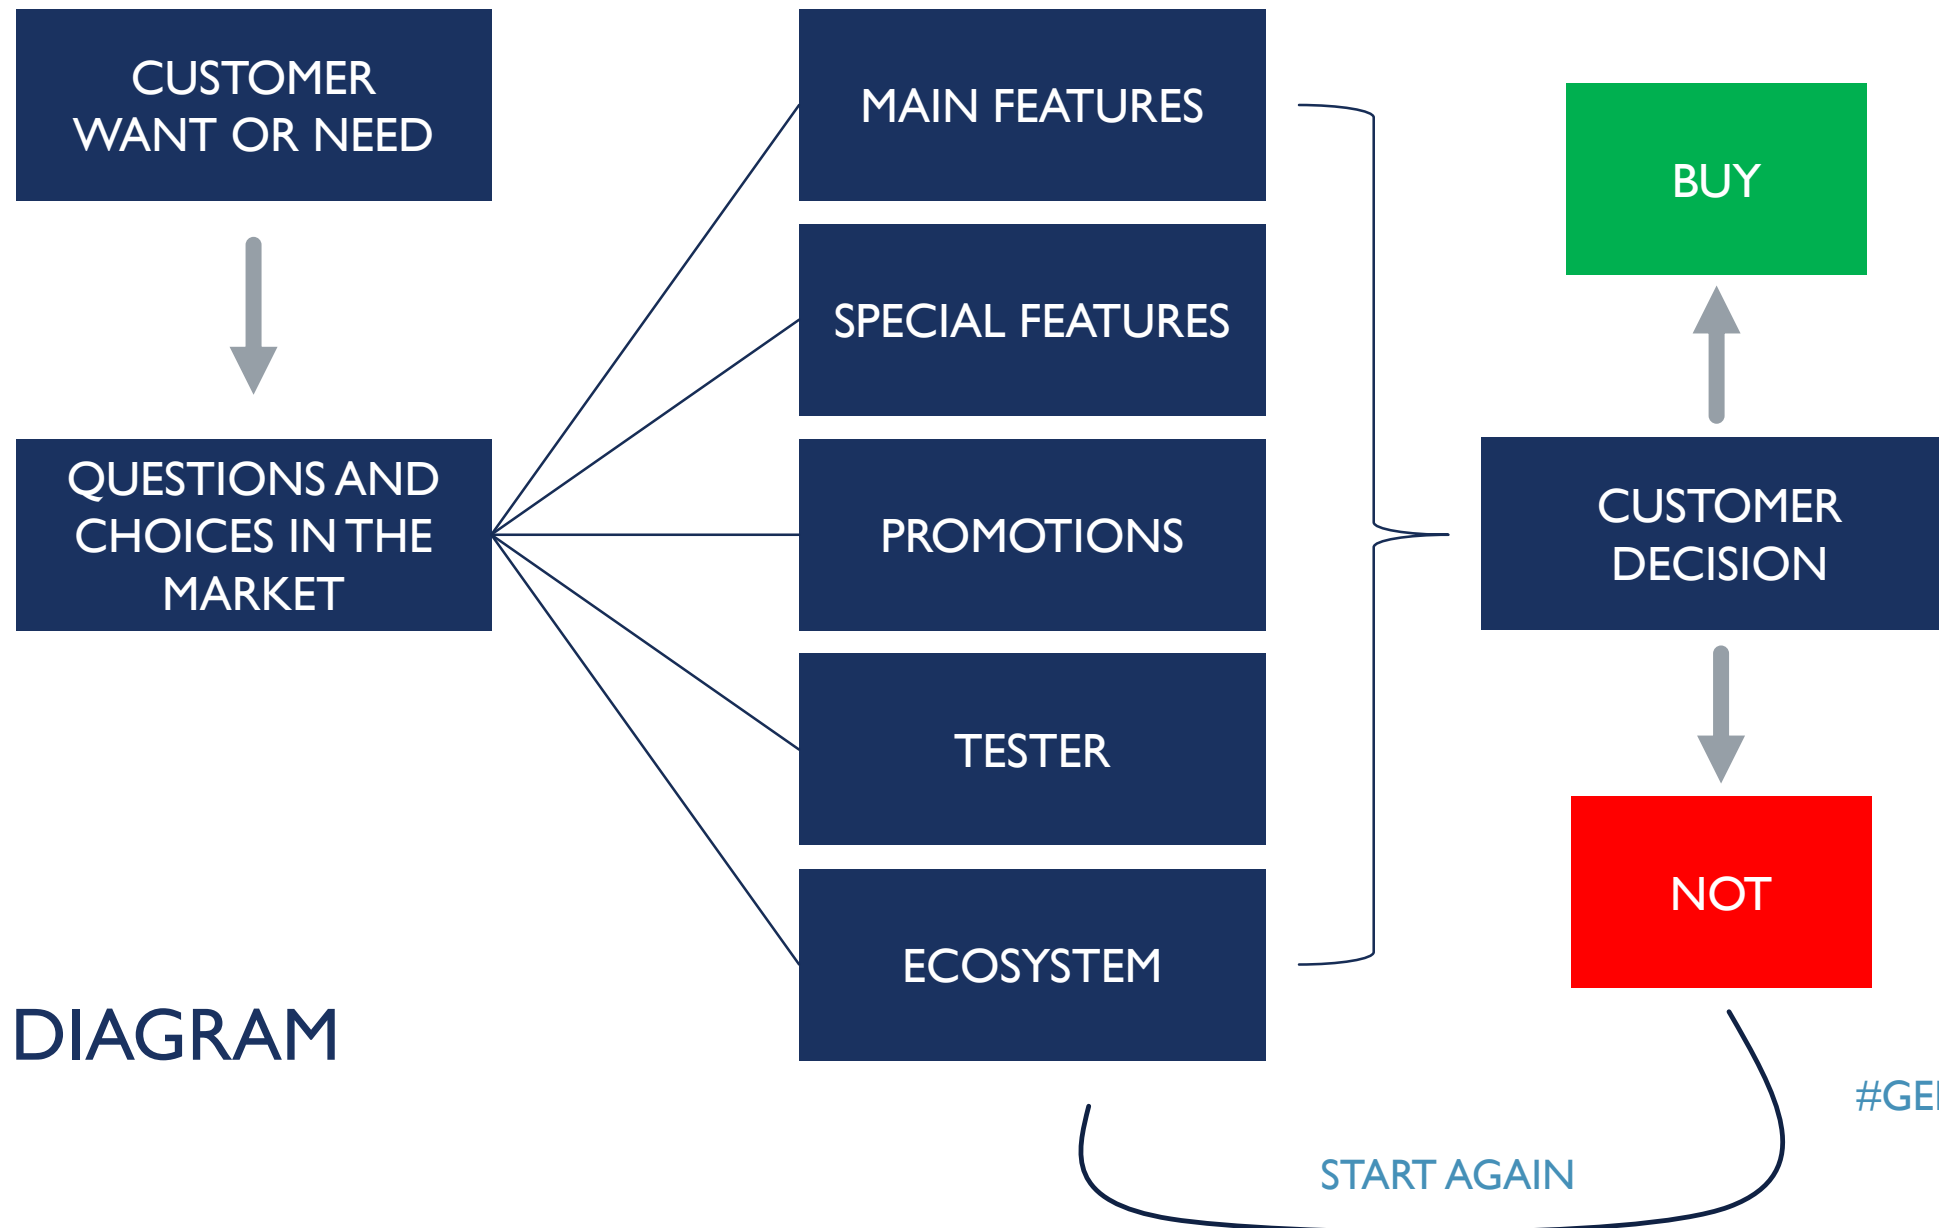 CUSTOMER
WANT OR NEED
QUESTIONS AND
CHOICES IN THE
MARKET
MAIN FEATURES
SPECIAL FEATURES
PROMOTIONS
TESTER
ECOSYSTEM
BUY
CUSTOMER
DECISION
NOT
DIAGRAM
START AGAIN